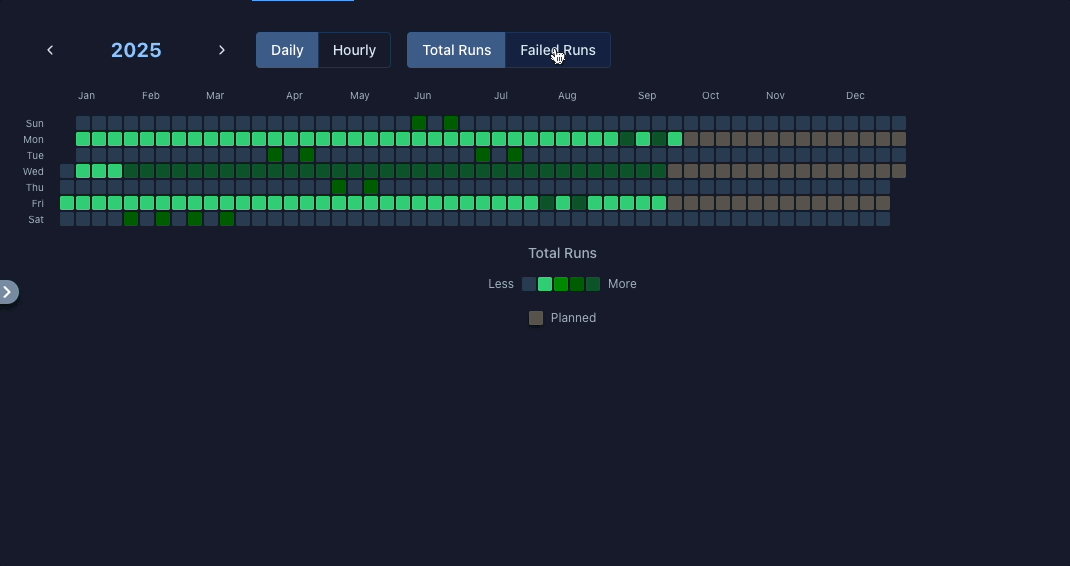 2025 Daily Hourly Total Runs Failed Runs
Jan Feb Mar Apr May Jun Jul Aug Sep Oct Nov Dec
Sun
Mon
Tue
Wed
Thu
Fri
Sat
Total Runs
Less More
Planned